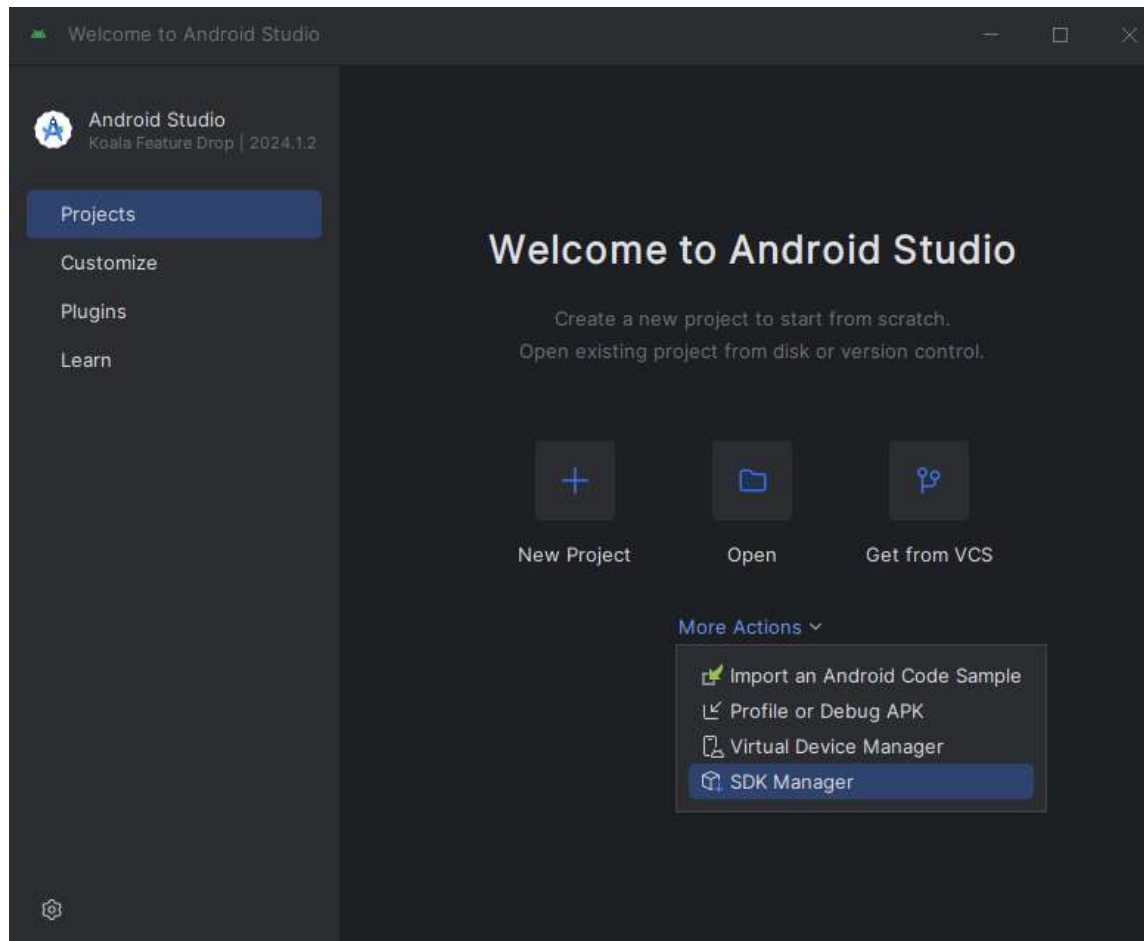 Welcome to Android Studio
Android Studio
Koala Feature Drop | 2024.1.2
Projects
Customize
Plugins
Learn
Welcome to Android Studio
Create a new project to start from scratch.
Open existing project from disk or version control.
New Project
Open
Get from VCS
More Actions
Import an Android Code Sample
Profile or Debug APK
Virtual Device Manager
SDK Manager